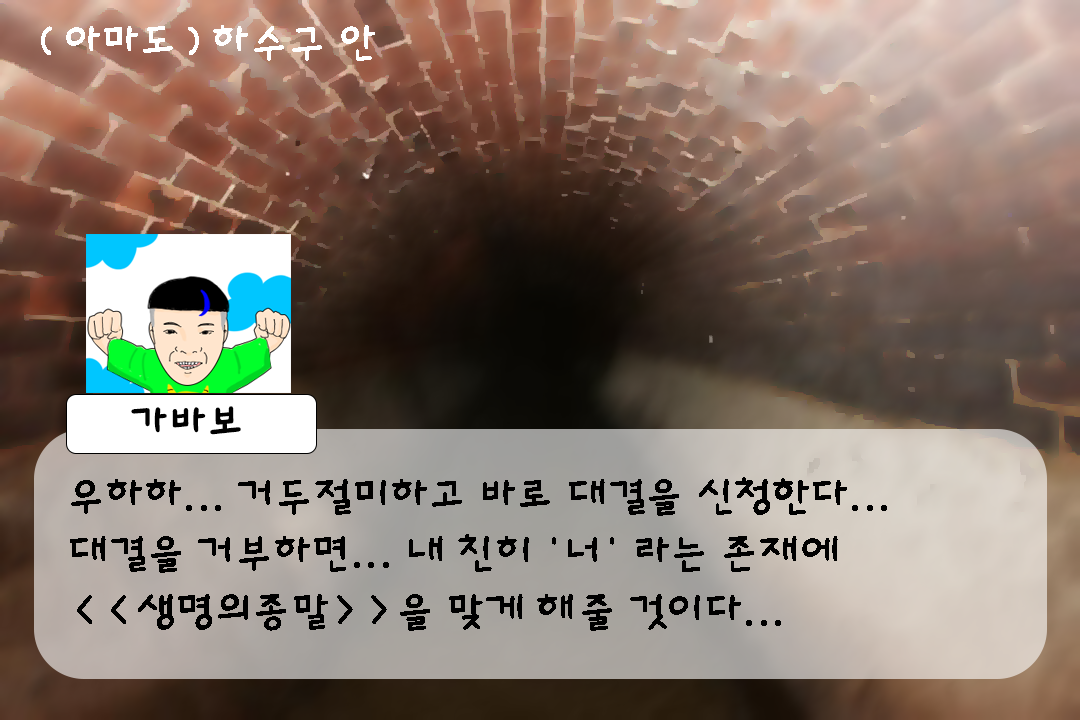 ( 아마도 ) 하수구 안
가바보
우하하... 거두절미하고 바로 대결을 신청한다...
대결을 거부하면... 내 친히 '너' 라는 존재에
< < 생명의종말 > > 을 맞게 해줄 것이다...